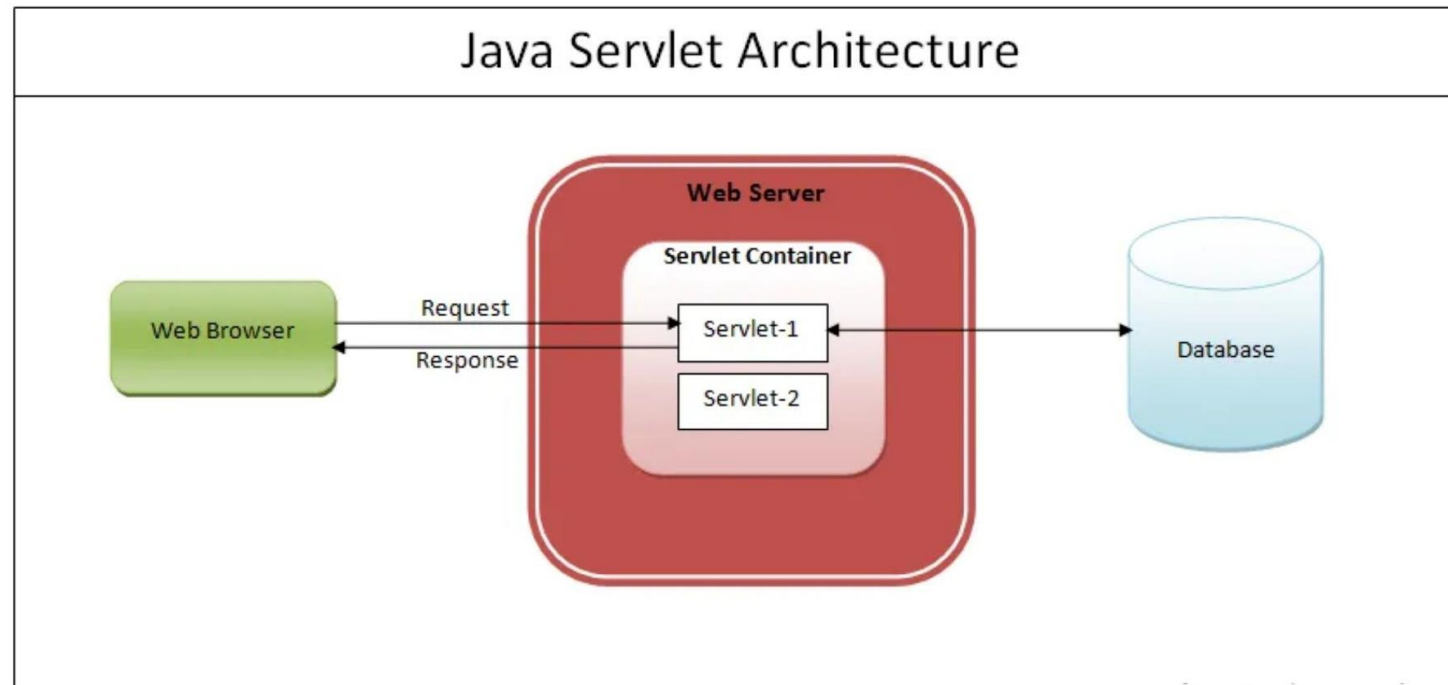 Java Servlet Architecture
Web Server
Servlet Container
Web Browser
Request
Response
Servlet-1
Servlet-2
Database